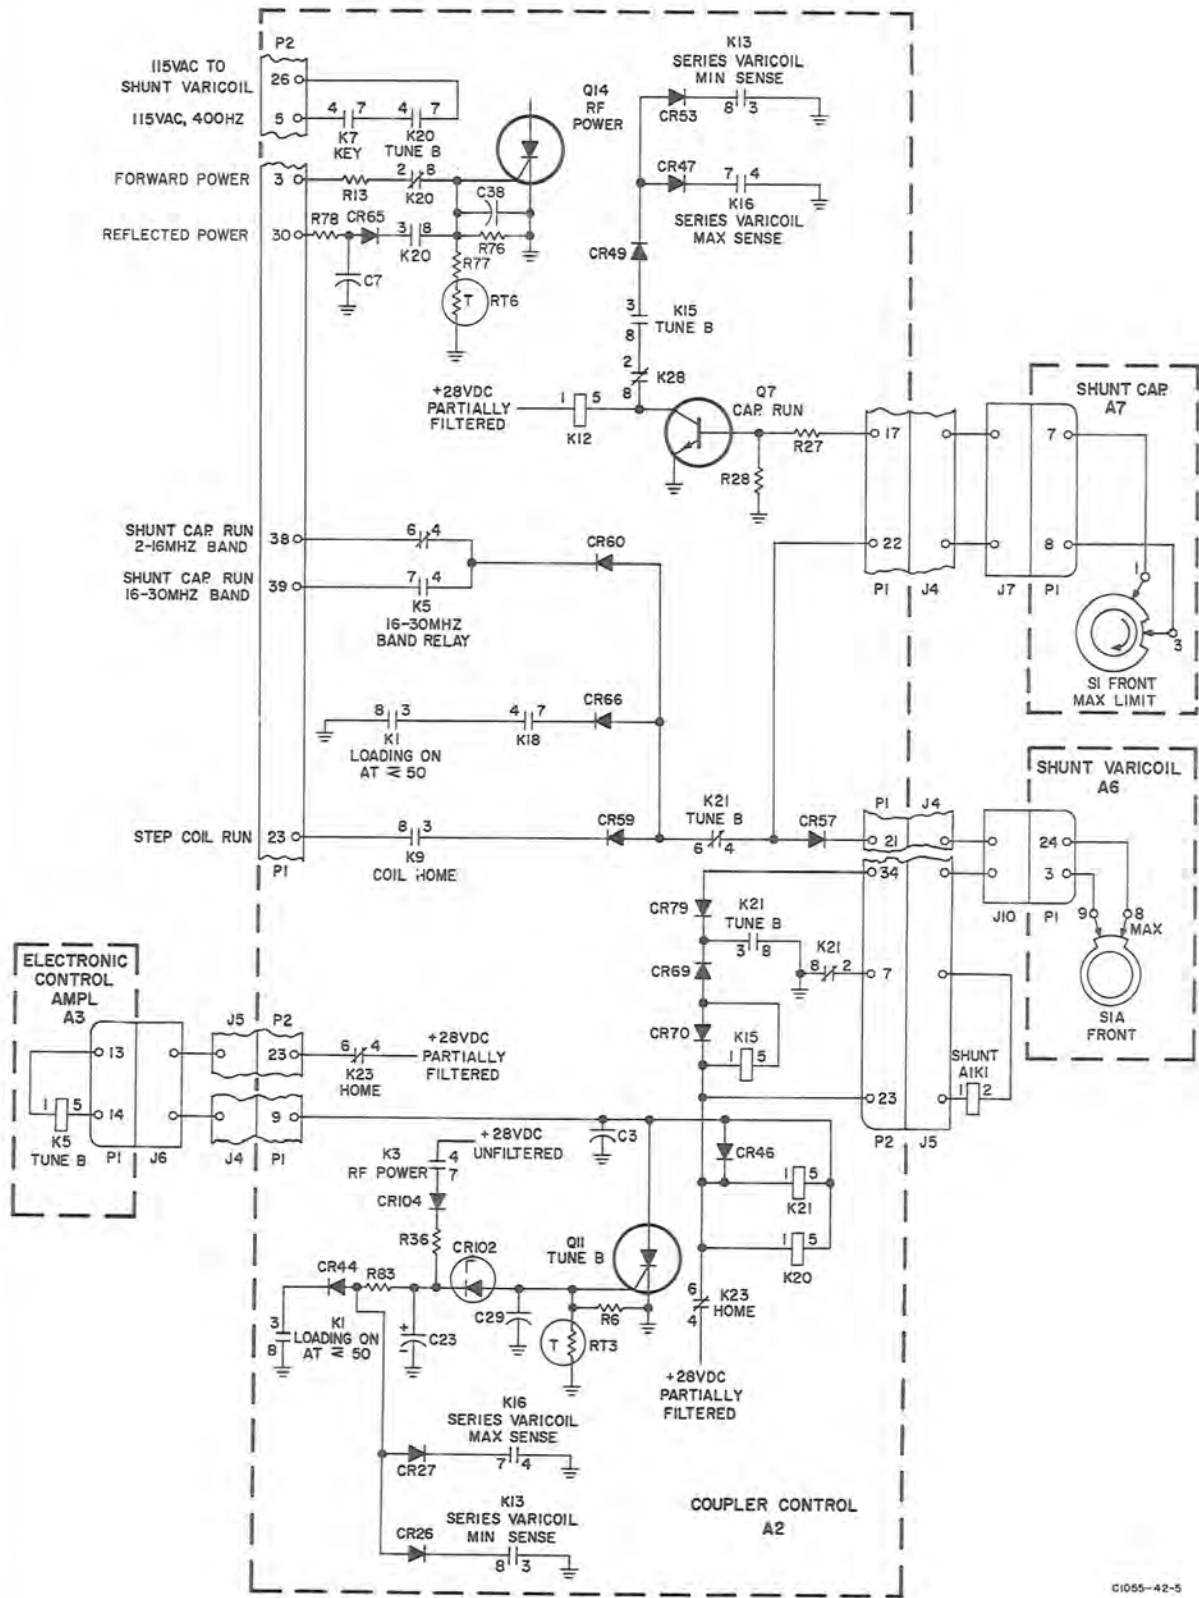 P2
115VAC TO
SHUNT VARICOIL
26
115VAC, 400HZ
5
4 7
K7
KEY
4 7
K20
TUNE B
Q14
RF
POWER
K13
SERIES VARICOIL
MIN SENSE
CR53
8 3
FORWARD POWER
3
R13
2 8
K20
C38
CR47
7 4
K16
SERIES VARICOIL
MAX SENSE
REFLECTED POWER
30
R78
CR65
3 8
K20
R76
C7
R77
T
RT6
CR49
3
8
K15
TUNE B
2
8
K28
+28VDC
PARTIALLY
FILTERED
1 5
K12
Q7
CAP. RUN
R27
R28
17
22
P1 J4
J7 P1
SHUNT CAP.
A7
7
8
1
3
S1 FRONT
MAX LIMIT
SHUNT CAP. RUN
2-16MHZ BAND
38
6 4
CR60
SHUNT CAP. RUN
16-30MHZ BAND
39
7 4
K5
16-30MHZ
BAND RELAY
8 3
K1
LOADING ON
AT ≥ 50
4 7
K18
CR66
STEP COIL RUN
23
P1
8 3
K9
COIL HOME
CR59
K21
TUNE B
6 4
CR57
P1 J4
21
34
SHUNT VARICOIL
A6
24
3
J10 P1
9
8
MAX
S1A
FRONT
CR79
K21
TUNE B
3 8
CR69
K21
8 2
7
CR70
K15
1 5
23
P2 J5
SHUNT
A1K1
1 2
ELECTRONIC
CONTROL
AMPL
A3
13
14
1 5
K5
TUNE B
P1 J6
J5 P2
23
6 4
K23
HOME
+28VDC
PARTIALLY
FILTERED
9
J4 P1
C3
CR46
1 5
K21
1 5
K20
K3
RF POWER
4
7
+28VDC
UNFILTERED
CR104
R36
CR102
Q11
TUNE B
CR44
R83
C23
+
-
C29
R6
T
RT3
3
8
K1
LOADING ON
AT ≥ 50
6
4
K23
HOME
+28VDC
PARTIALLY
FILTERED
K16
SERIES VARICOIL
MAX SENSE
CR27
7 4
K13
SERIES VARICOIL
MIN SENSE
CR26
8 3
COUPLER CONTROL
A2
C1055-42-5